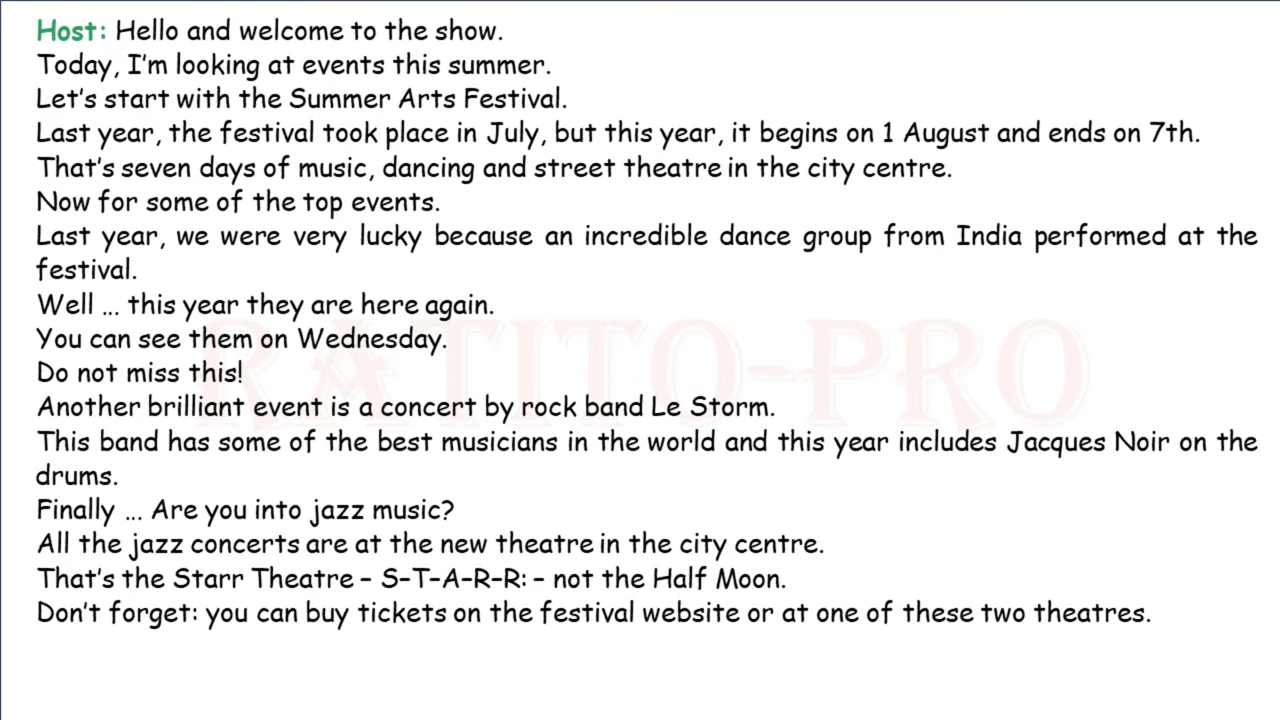 Host: Hello and welcome to the show.
Today, I'm looking at events this summer.
Let's start with the Summer Arts Festival.
Last year, the festival took place in July, but this year, it begins on 1 August and ends on 7th.
That's seven days of music, dancing and street theatre in the city centre.
Now for some of the top events.
Last year, we were very lucky because an incredible dance group from India performed at the
festival.
Well ... this year they are here again.
You can see them on Wednesday.
Do not miss this!
Another brilliant event is a concert by rock band Le Storm.
This band has some of the best musicians in the world and this year includes Jacques Noir on the
drums.
Finally ... Are you into jazz music?
All the jazz concerts are at the new theatre in the city centre.
That's the Starr Theatre – S–T–A–R–R: – not the Half Moon.
Don't forget: you can buy tickets on the festival website or at one of these two theatres.
RATITO-PRO